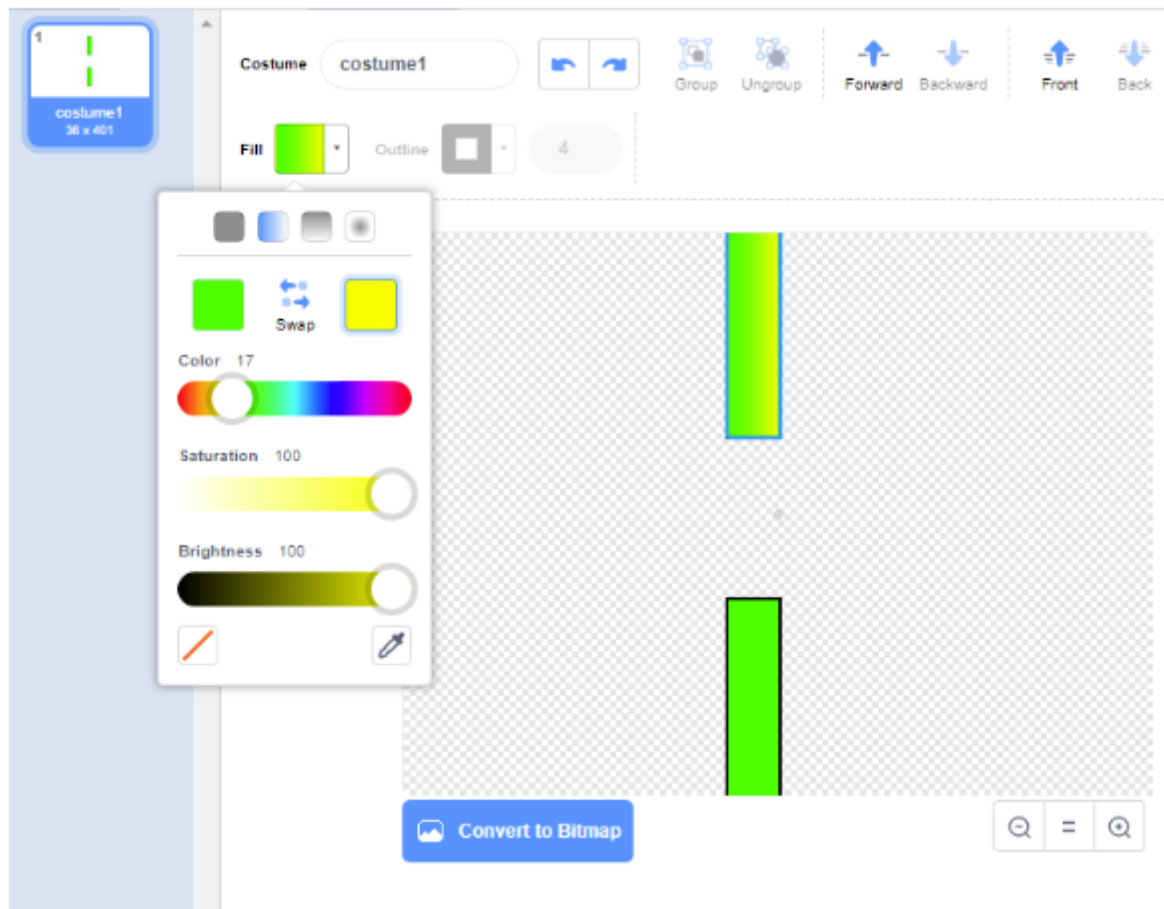 1
costume1
36 x 401
Costume costume1
Group Ungroup Forward Backward Front Back
Fill Outline 4
Swap
Color 17
Saturation 100
Brightness 100
Convert to Bitmap